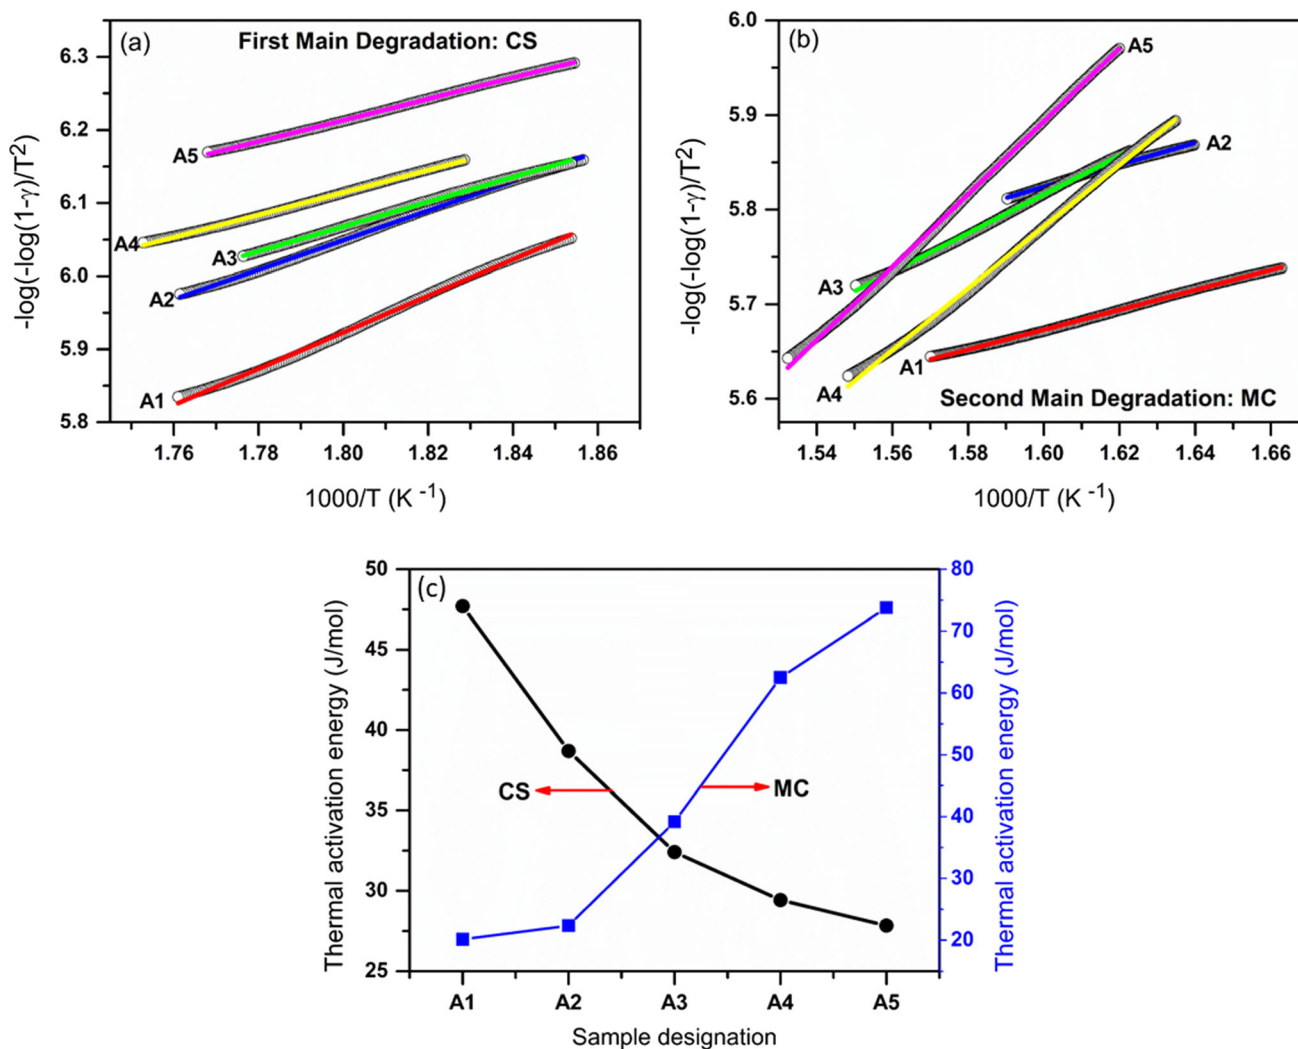 (a)
First Main Degradation: CS
6.3
6.2
6.1
6.0
5.9
5.8
-log(-log(1-γ)/T²)
A5
A4
A3
A2
A1
1.76 1.78 1.80 1.82 1.84 1.86
1000/T (K -1)
(b)
6.0
5.9
5.8
5.7
5.6
-log(-log(1-γ)/T²)
A5
A2
A3
A1
A4
Second Main Degradation: MC
1.54 1.56 1.58 1.60 1.62 1.64 1.66
1000/T (K -1)
(c)
50
45
40
35
30
25
Thermal activation energy (J/mol)
CS
MC
80
70
60
50
40
30
20
Thermal activation energy (J/mol)
A1 A2 A3 A4 A5
Sample designation